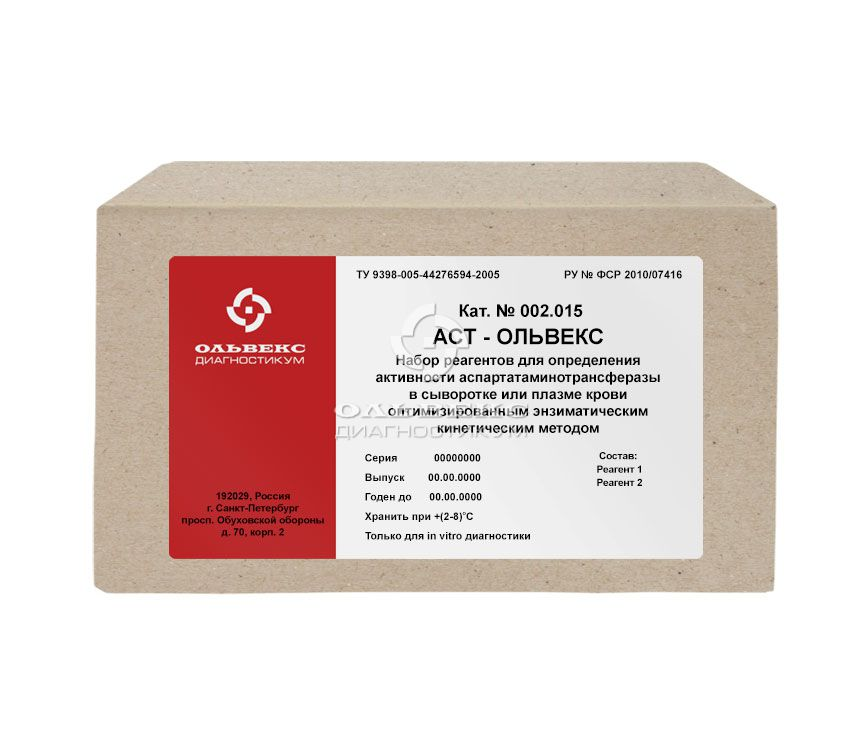 ТУ 9398-005-44276594-2005 РУ № ФСР 2010/07416
Кат. № 002.015
АСТ - ОЛЬВЕКС
Набор реагентов для определения
активности аспартатаминотрансферазы
в сыворотке или плазме крови
оптимизированным энзиматическим
кинетическим методом
ОЛЬВЕКС
ДИАГНОСТИКУМ
ОЛЬВЕКС
ДИАГНОСТИКУМ
Серия 00000000
Выпуск 00.00.0000
Годен до 00.00.0000
Хранить при +(2-8)°С
Только для in vitro диагностики
Состав:
Реагент 1
Реагент 2
192029, Россия
г. Санкт-Петербург
просп. Обуховской обороны
д. 70, корп. 2